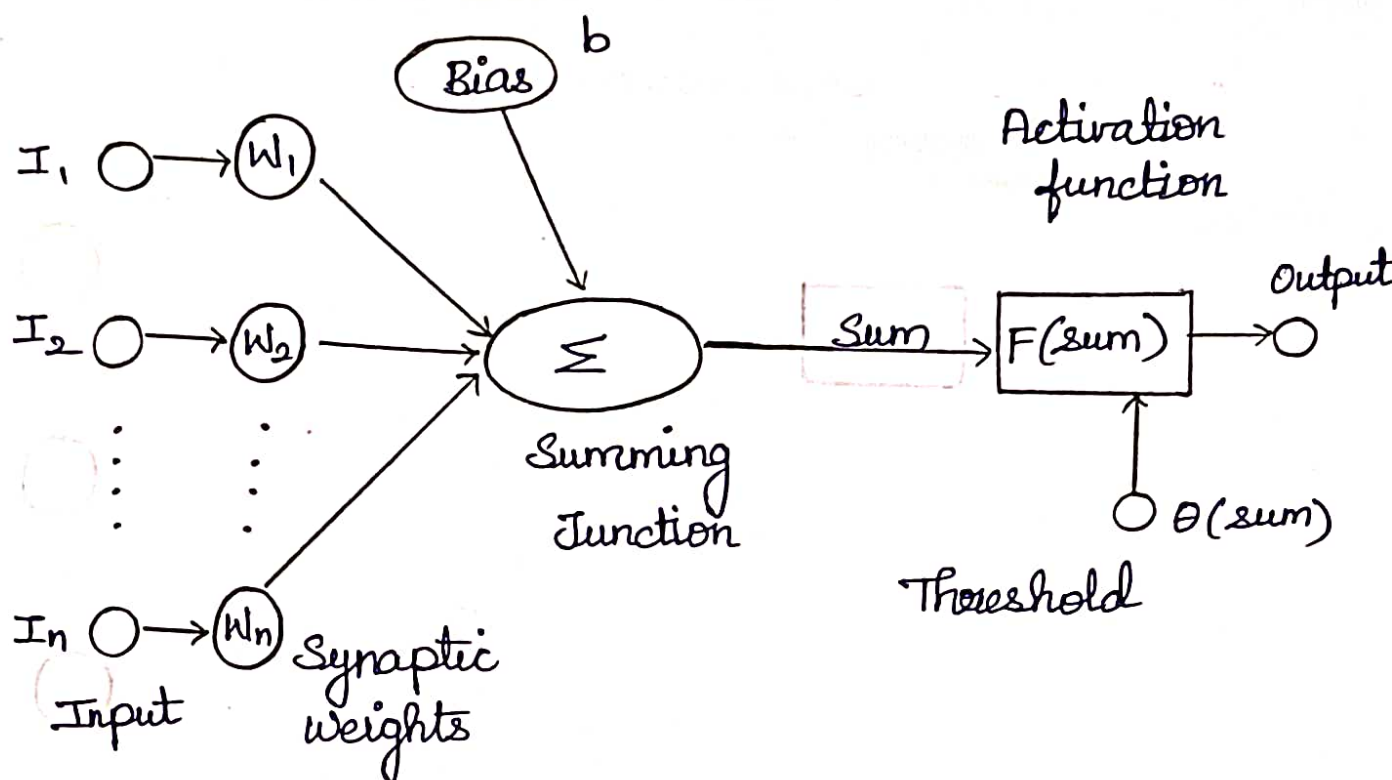 b
Bias
Activation
function
I₁ W₁
Output
I₂ W₂ Σ Sum F(sum)
Summing
Junction
θ(sum)
Threshold
Iₙ Wₙ Synaptic
weights
Input